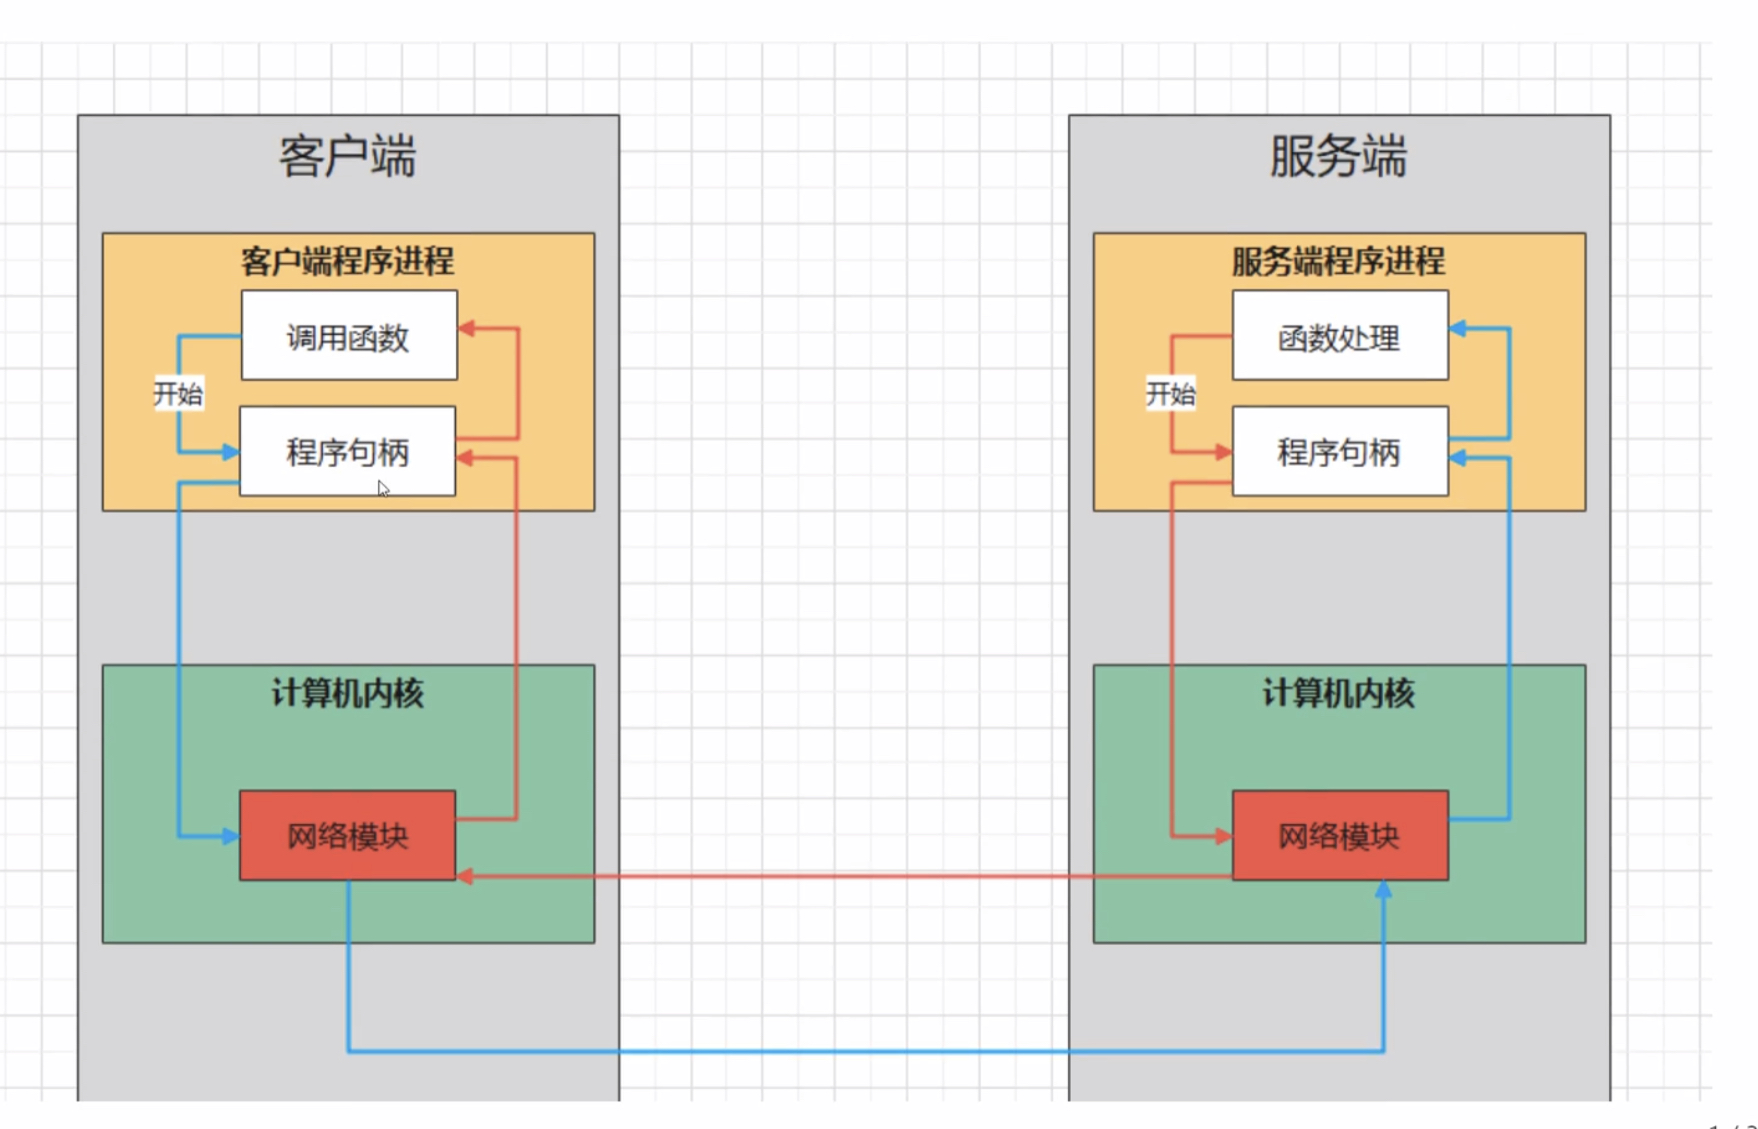 客户端
客户端程序进程
调用函数
开始
程序句柄
计算机内核
网络模块
服务端
服务端程序进程
函数处理
开始
程序句柄
计算机内核
网络模块